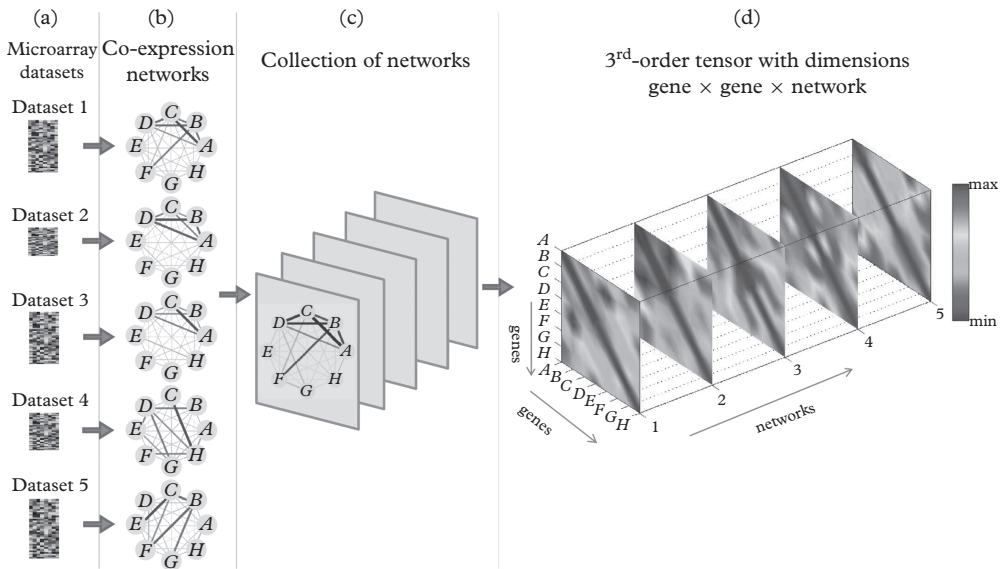 (a)
Microarray
datasets
Dataset 1
Dataset 2
Dataset 3
Dataset 4
Dataset 5
(b)
Co-expression
networks
C
D B
E A
F H
G
C
D B
E A
F H
G
C
D B
E A
F H
G
C
D B
E A
F H
G
C
D B
E A
F H
G
(c)
Collection of networks
C
D B
E A
F H
G
(d)
3rd-order tensor with dimensions
gene × gene × network
max
min
A
B
C
D
E
F
G
H
genes
A
B
C
D
E
F
G
H
genes
1
2
3
4
5
networks